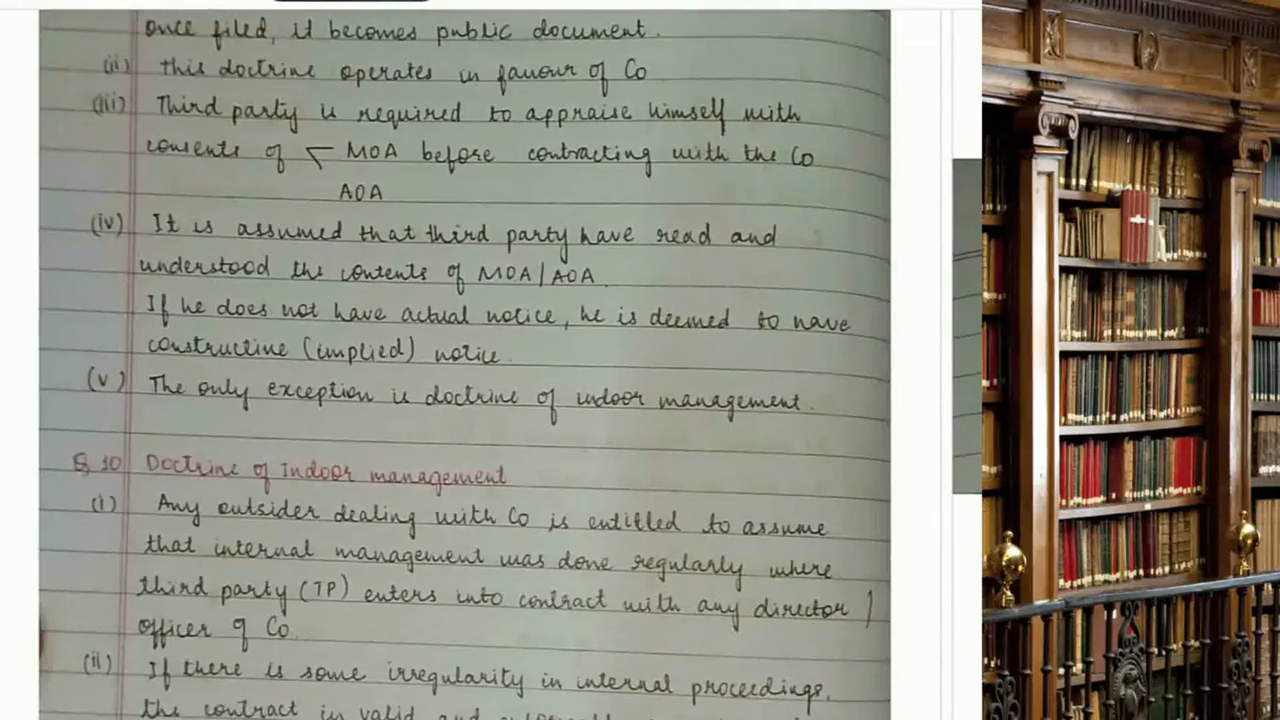 once filed, it becomes public document.
(ii) this doctrine operates in favour of Co
(iii) Third party is required to appraise himself with
contents of MOA before contracting with the Co
AOA
(iv) It is assumed that third party have read and
understood the contents of MOA/AOA.
If he does not have actual notice, he is deemed to have
constructive (implied) notice.
(v) The only exception is doctrine of indoor management.
Q 10 Doctrine of Indoor management
(i) Any outsider dealing with Co is entitled to assume
that internal management was done regularly where
third party (TP) enters into contract with any director /
officer of Co.
(ii) If there is some irregularity in internal proceedings,
the contract is valid and